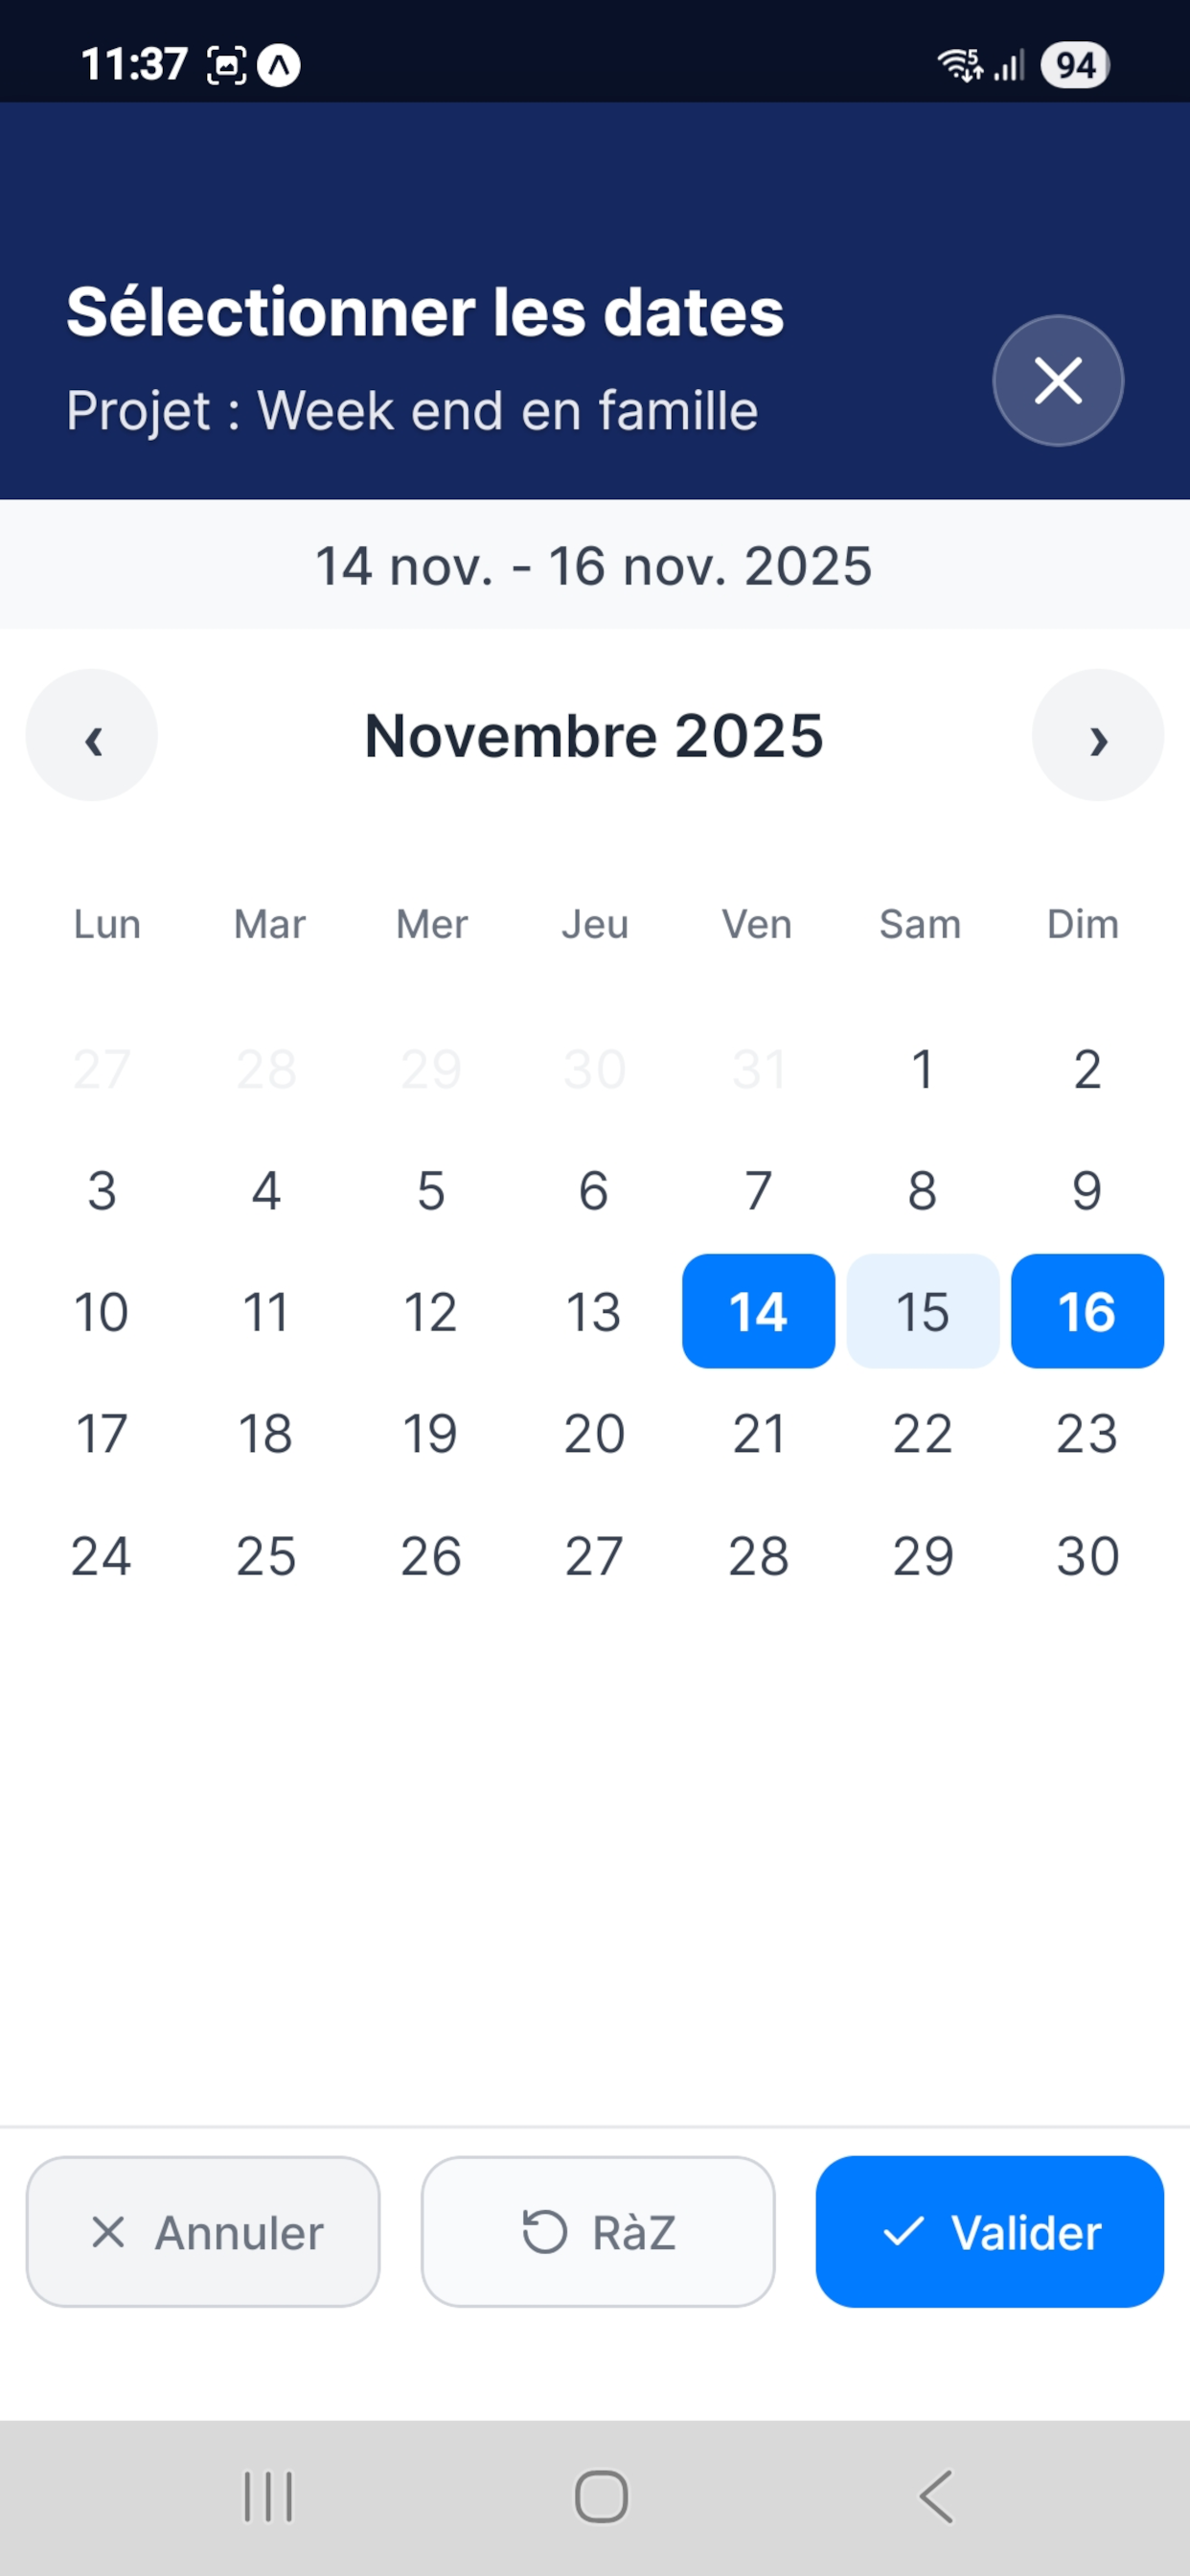 11:37
5
94
Sélectionner les dates
Projet : Week end en famille
14 nov. - 16 nov. 2025
‹ Novembre 2025 ›
Lun Mar Mer Jeu Ven Sam Dim
27 28 29 30 31 1 2
3 4 5 6 7 8 9
10 11 12 13 14 15 16
17 18 19 20 21 22 23
24 25 26 27 28 29 30
Annuler RàZ Valider